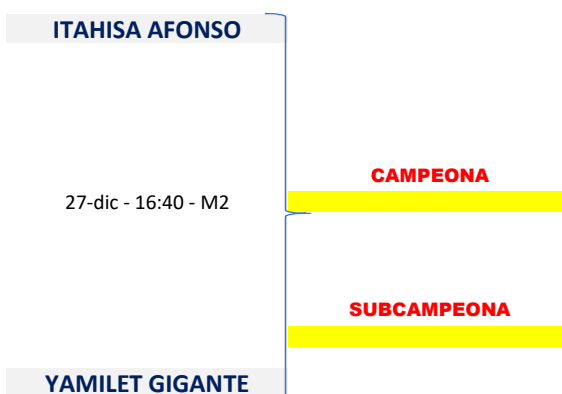 ITAHISA AFONSO
CAMPEONA
27-dic - 16:40 - M2
SUBCAMPEONA
YAMILET GIGANTE